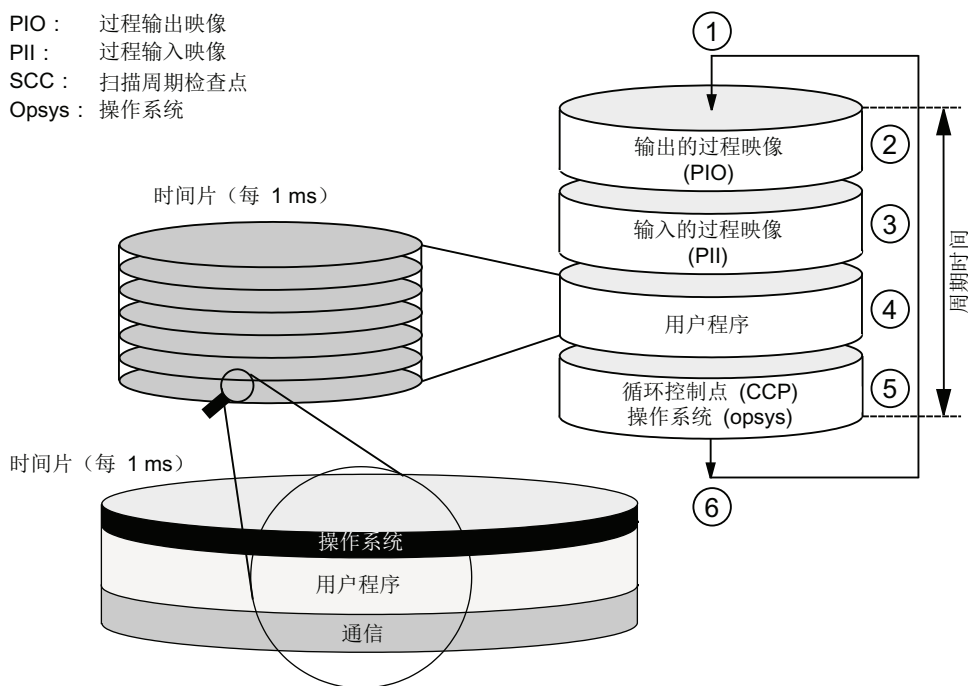 PIO： 过程输出映像
PII： 过程输入映像
SCC： 扫描周期检查点
Opsys： 操作系统
时间片（每 1 ms）
①
输出的过程映像
(PIO)
②
输入的过程映像
(PII)
③
用户程序
④
循环控制点 (CCP)
操作系统 (opsys)
⑤
⑥
周期时间
时间片（每 1 ms）
操作系统
用户程序
通信